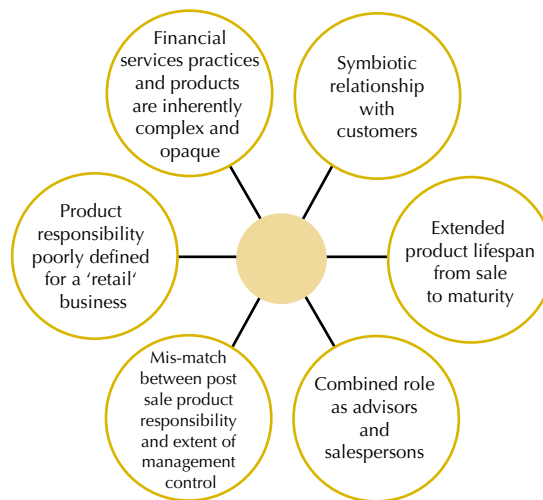 Financial
services practices
and products
are inherently
complex and
opaque
Symbiotic
relationship
with
customers
Product
responsibility
poorly defined
for a ‘retail‘
business
Extended
product lifespan
from sale
to maturity
Mis-match
between post
sale product
responsibility
and extent of
management
control
Combined role
as advisors
and
salespersons